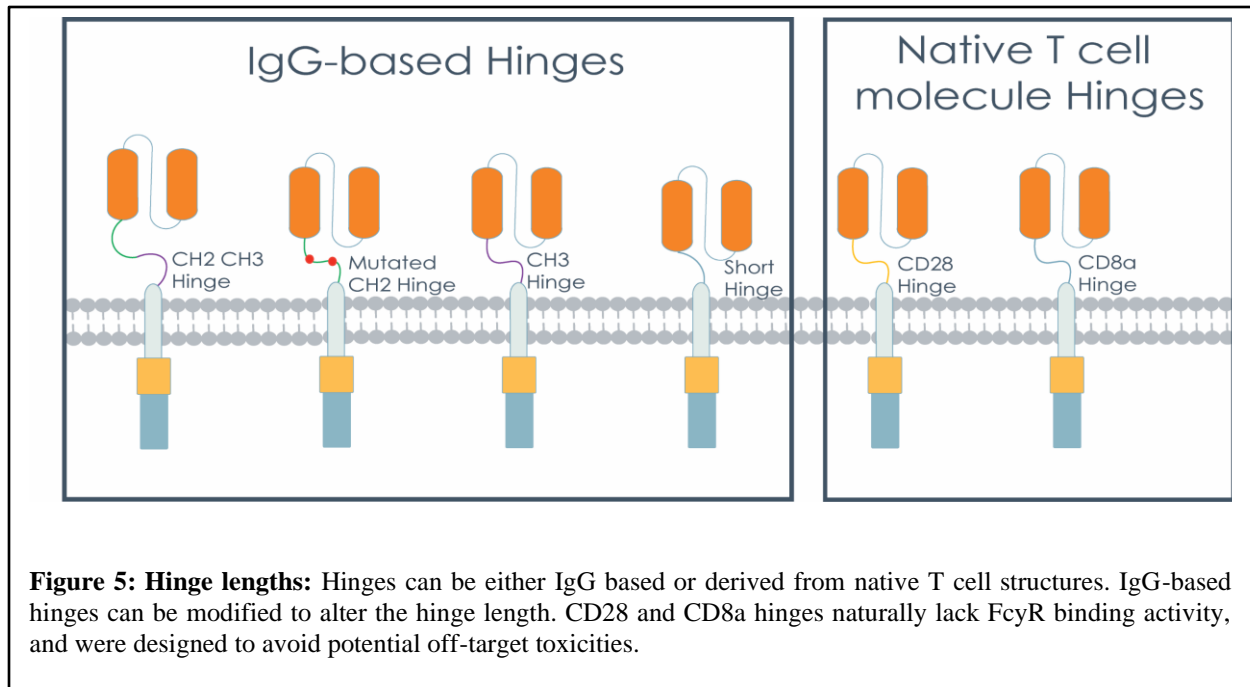 IgG-based Hinges
Native T cell
molecule Hinges
CH2 CH3
Hinge
Mutated
CH2 Hinge
CH3
Hinge
Short
Hinge
CD28
Hinge
CD8a
Hinge
Figure 5: Hinge lengths: Hinges can be either IgG based or derived from native T cell structures. IgG-based
hinges can be modified to alter the hinge length. CD28 and CD8a hinges naturally lack FcyR binding activity,
and were designed to avoid potential off-target toxicities.